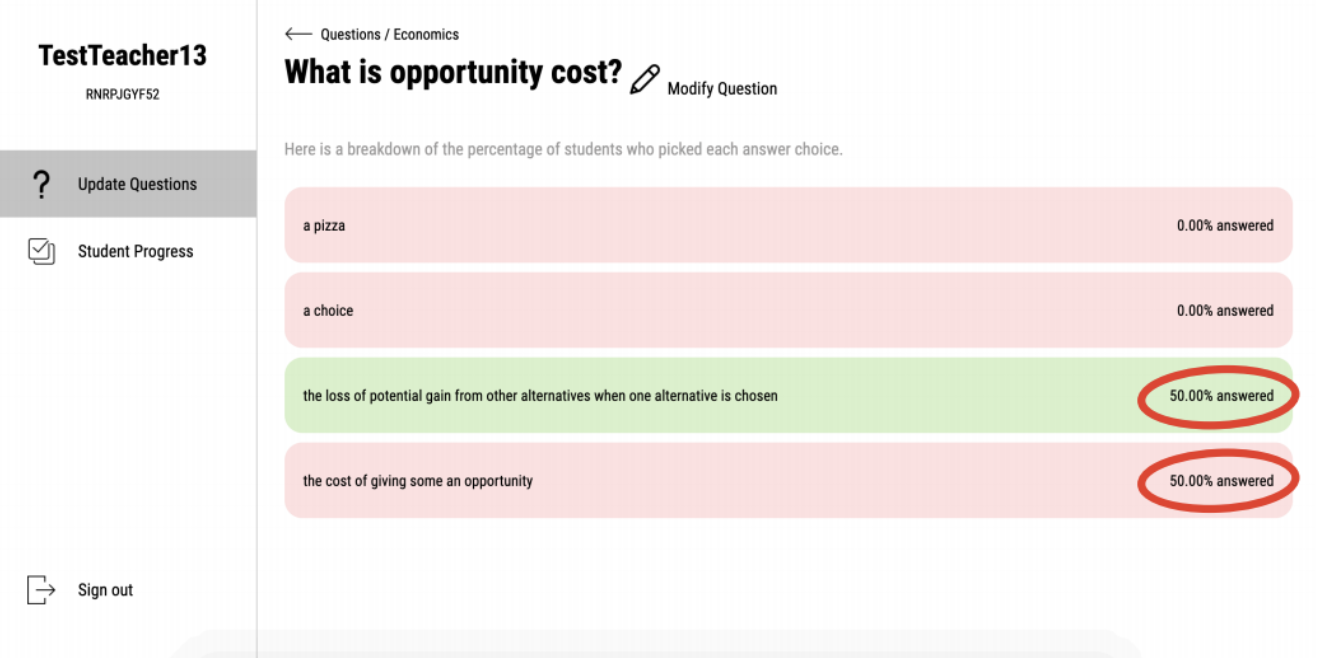 TestTeacher13
RNRPJGYF52
Update Questions
Student Progress
Sign out
Questions / Economics
What is opportunity cost?
Modify Question
Here is a breakdown of the percentage of students who picked each answer choice.
a pizza 0.00% answered
a choice 0.00% answered
the loss of potential gain from other alternatives when one alternative is chosen 50.00% answered
the cost of giving some an opportunity 50.00% answered